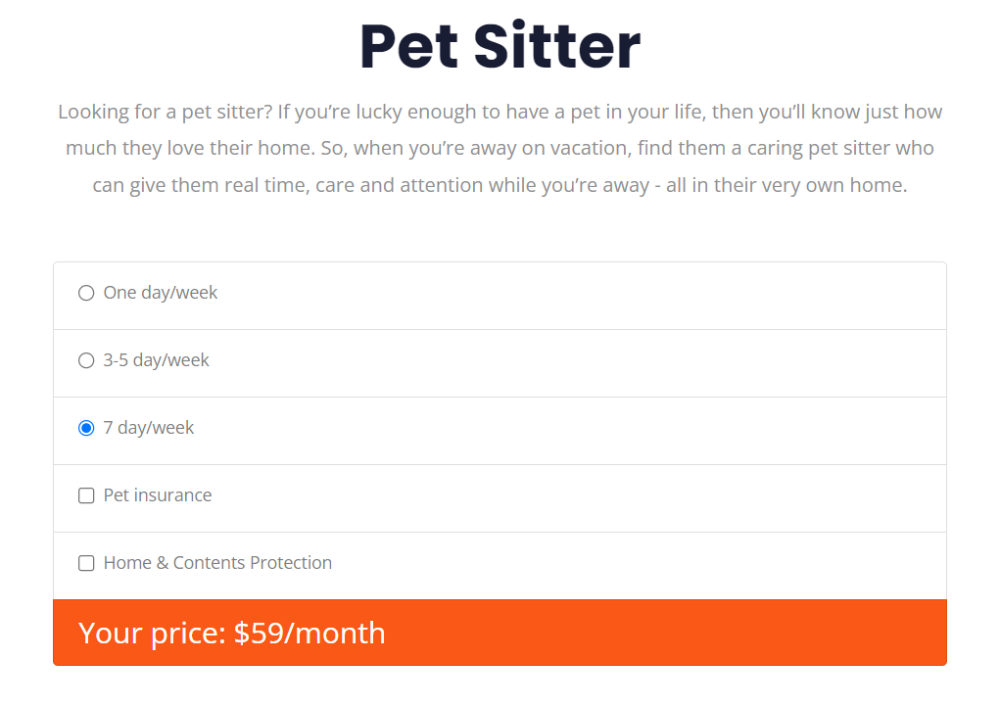 Pet Sitter
Looking for a pet sitter? If you’re lucky enough to have a pet in your life, then you’ll know just how
much they love their home. So, when you’re away on vacation, find them a caring pet sitter who
can give them real time, care and attention while you’re away - all in their very own home.
One day/week
3-5 day/week
7 day/week
Pet insurance
Home & Contents Protection
Your price: $59/month